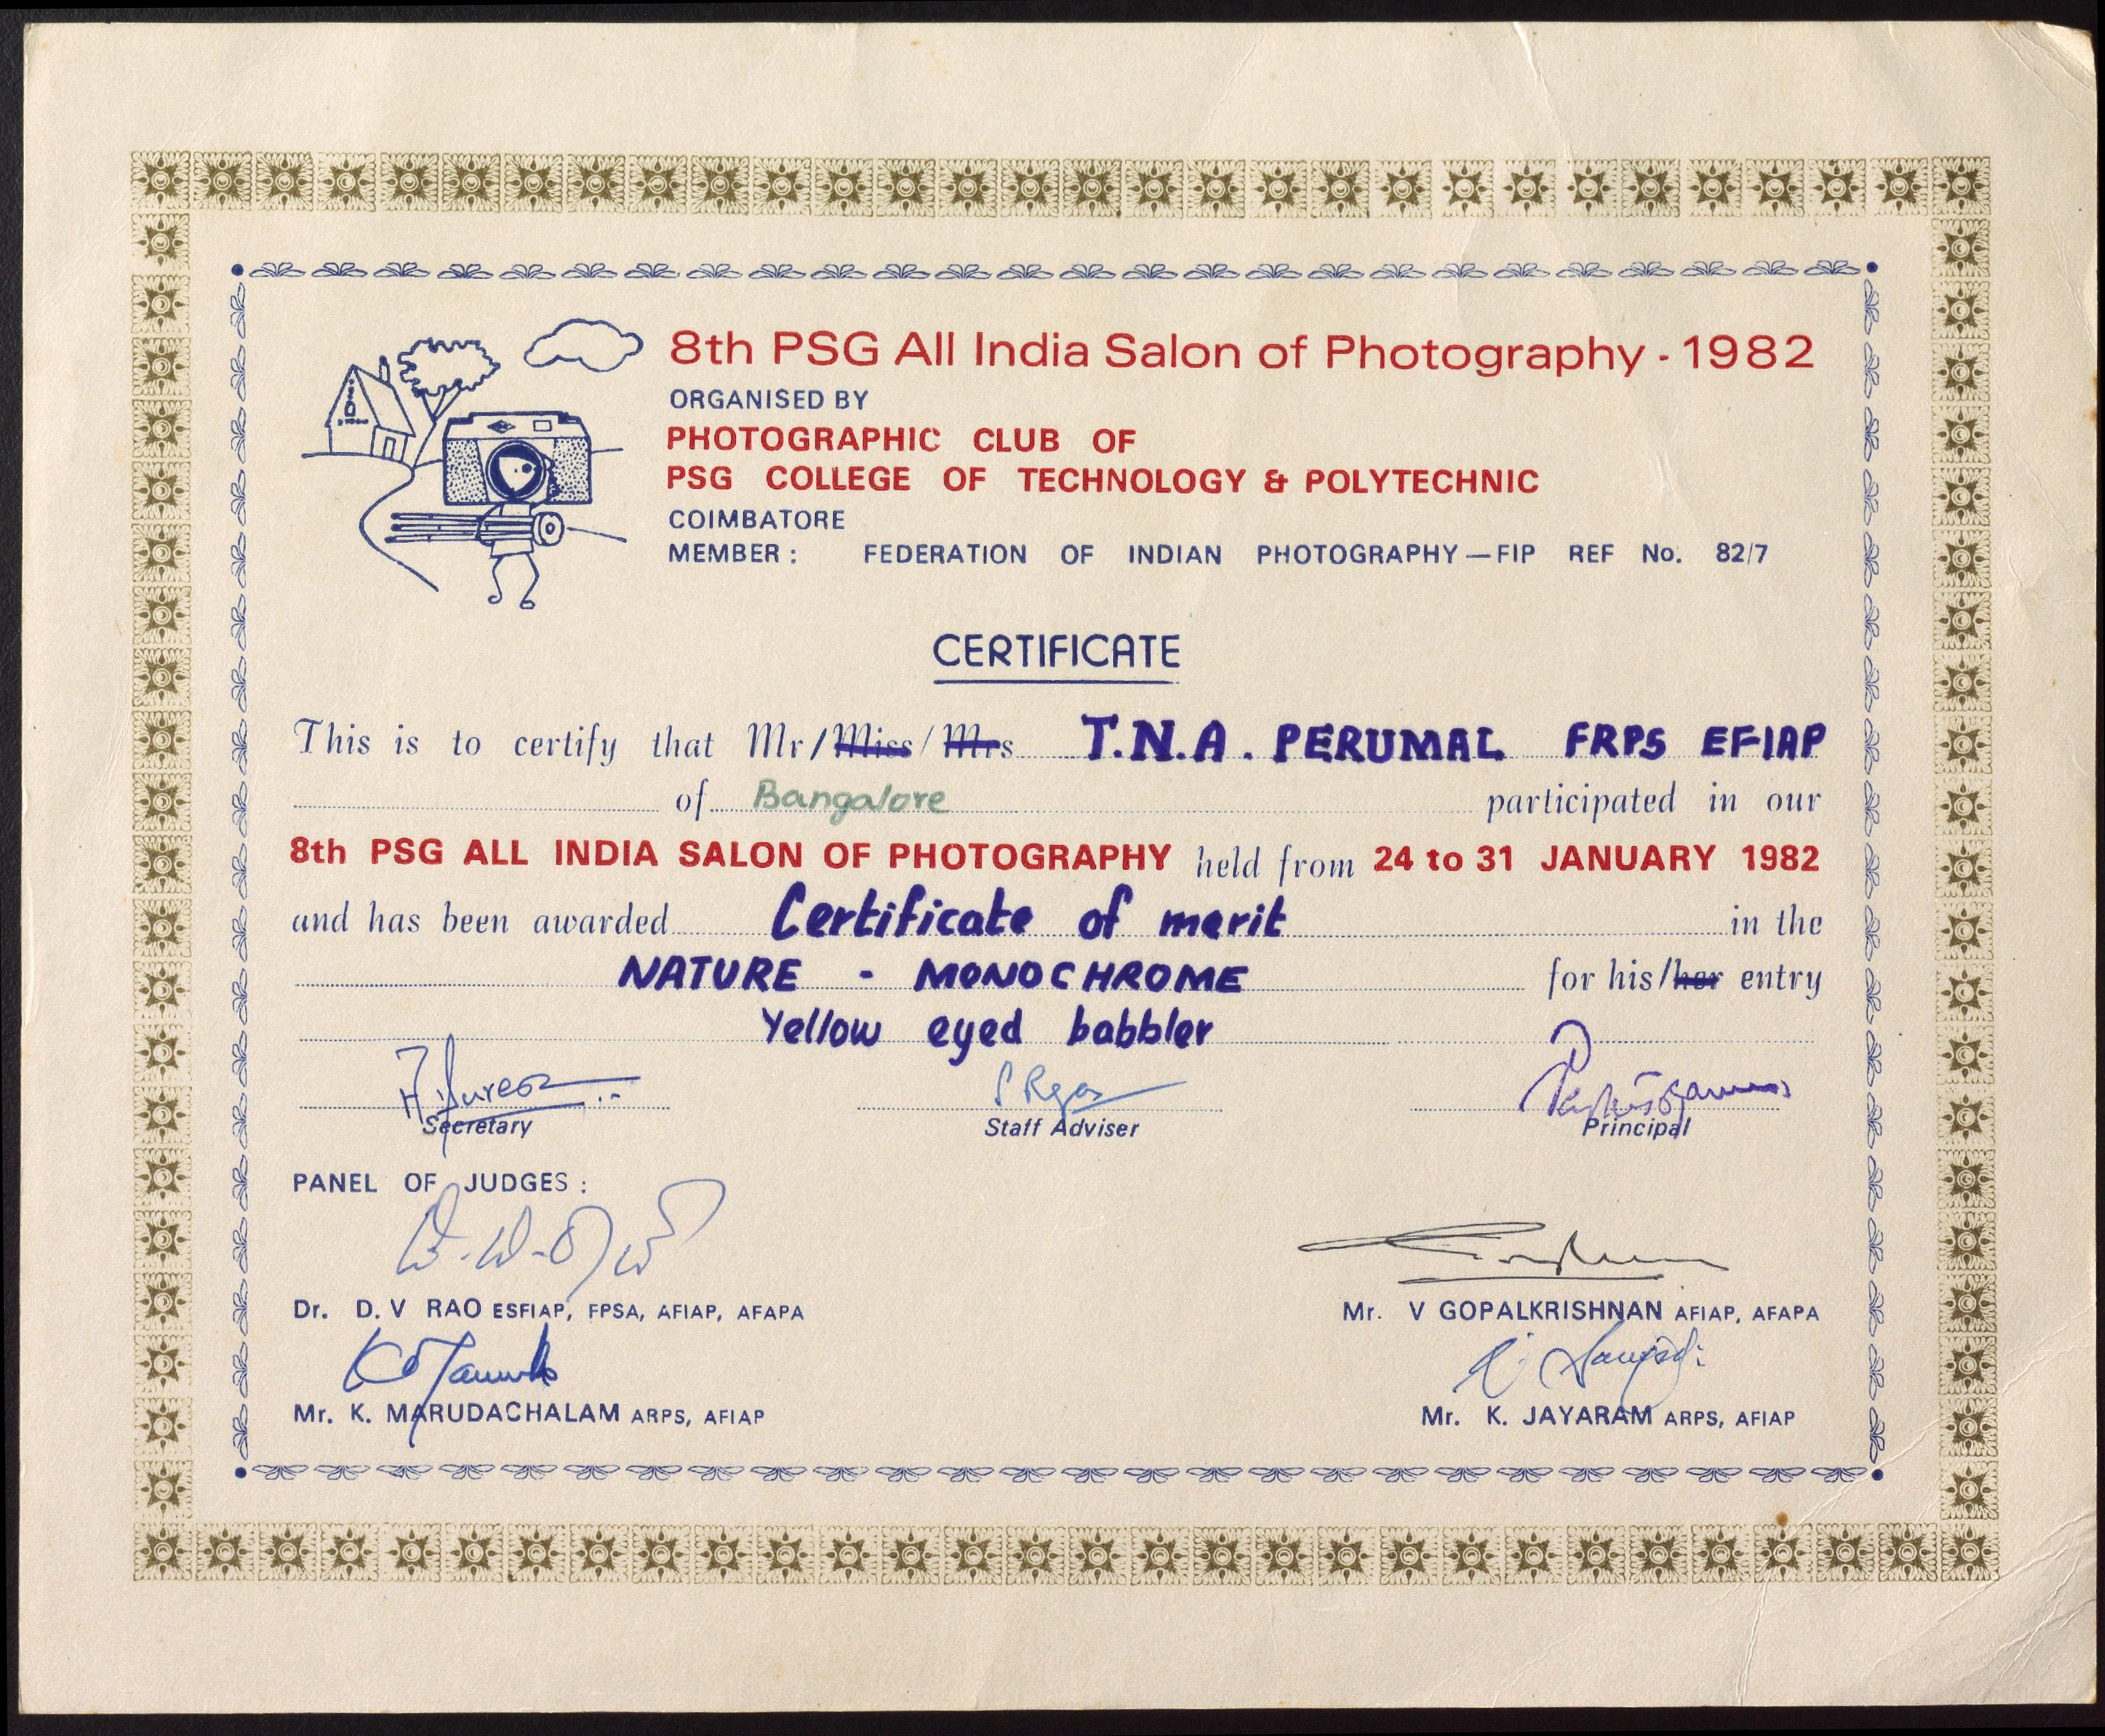 8th PSG All India Salon of Photography - 1982
ORGANISED BY
PHOTOGRAPHIC CLUB OF
PSG COLLEGE OF TECHNOLOGY & POLYTECHNIC
COIMBATORE
MEMBER : FEDERATION OF INDIAN PHOTOGRAPHY — FIP REF No. 82/7
CERTIFICATE
This is to certify that Mr/Miss/Mrs T.N.A. PERUMAL FRPS EFIAP
of Bangalore participated in our
8th PSG ALL INDIA SALON OF PHOTOGRAPHY held from 24 to 31 JANUARY 1982
and has been awarded Certificate of merit in the
NATURE - MONOCHROME for his/her entry
Yellow eyed babbler
Secretary Staff Adviser Principal
PANEL OF JUDGES :
Dr. D. V RAO ESFIAP, FPSA, AFIAP, AFAPA Mr. V GOPALKRISHNAN AFIAP, AFAPA
Mr. K. MARUDACHALAM ARPS, AFIAP Mr. K. JAYARAM ARPS, AFIAP